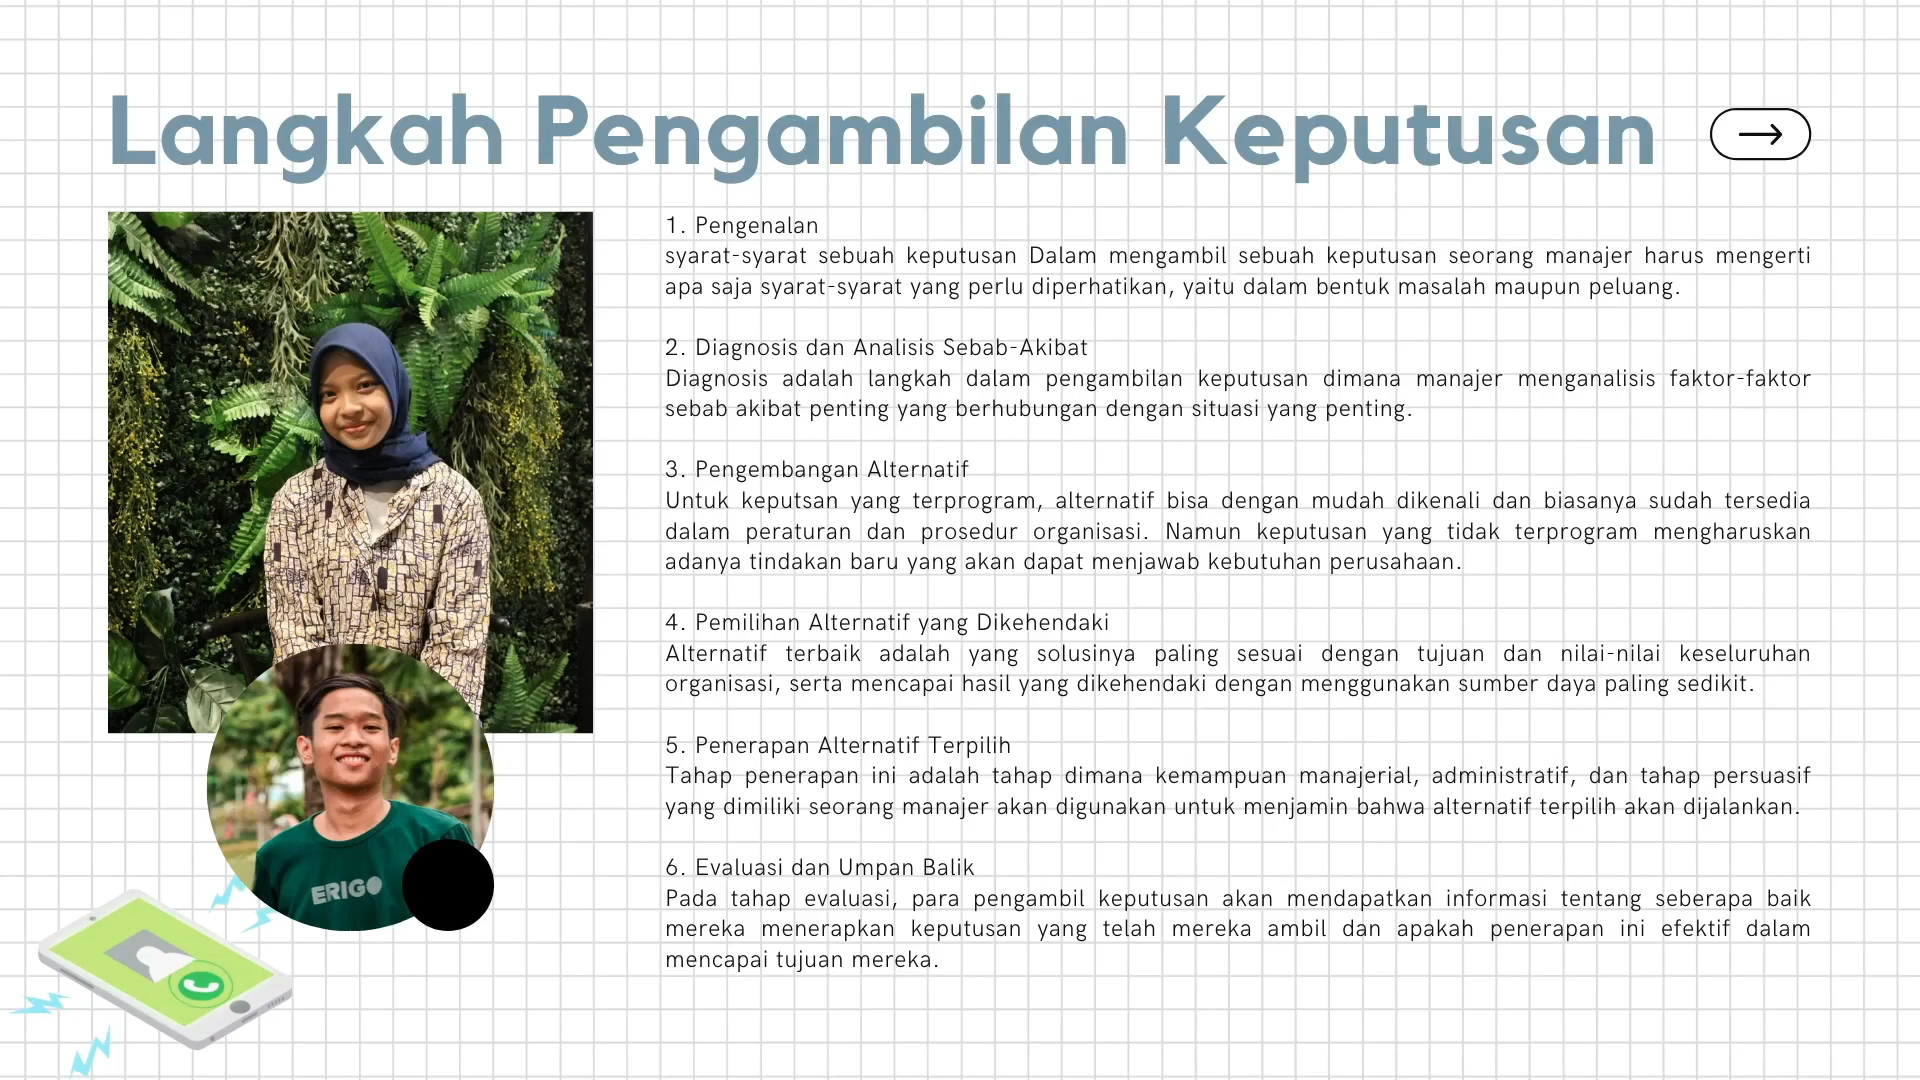 Langkah Pengambilan Keputusan
1. Pengenalan
syarat-syarat sebuah keputusan Dalam mengambil sebuah keputusan seorang manajer harus mengerti
apa saja syarat-syarat yang perlu diperhatikan, yaitu dalam bentuk masalah maupun peluang.
2. Diagnosis dan Analisis Sebab-Akibat
Diagnosis adalah langkah dalam pengambilan keputusan dimana manajer menganalisis faktor-faktor
sebab akibat penting yang berhubungan dengan situasi yang penting.
3. Pengembangan Alternatif
Untuk keputsan yang terprogram, alternatif bisa dengan mudah dikenali dan biasanya sudah tersedia
dalam peraturan dan prosedur organisasi. Namun keputusan yang tidak terprogram mengharuskan
adanya tindakan baru yang akan dapat menjawab kebutuhan perusahaan.
4. Pemilihan Alternatif yang Dikehendaki
Alternatif terbaik adalah yang solusinya paling sesuai dengan tujuan dan nilai-nilai keseluruhan
organisasi, serta mencapai hasil yang dikehendaki dengan menggunakan sumber daya paling sedikit.
5. Penerapan Alternatif Terpilih
Tahap penerapan ini adalah tahap dimana kemampuan manajerial, administratif, dan tahap persuasif
yang dimiliki seorang manajer akan digunakan untuk menjamin bahwa alternatif terpilih akan dijalankan.
6. Evaluasi dan Umpan Balik
Pada tahap evaluasi, para pengambil keputusan akan mendapatkan informasi tentang seberapa baik
mereka menerapkan keputusan yang telah mereka ambil dan apakah penerapan ini efektif dalam
mencapai tujuan mereka.
ERIGO